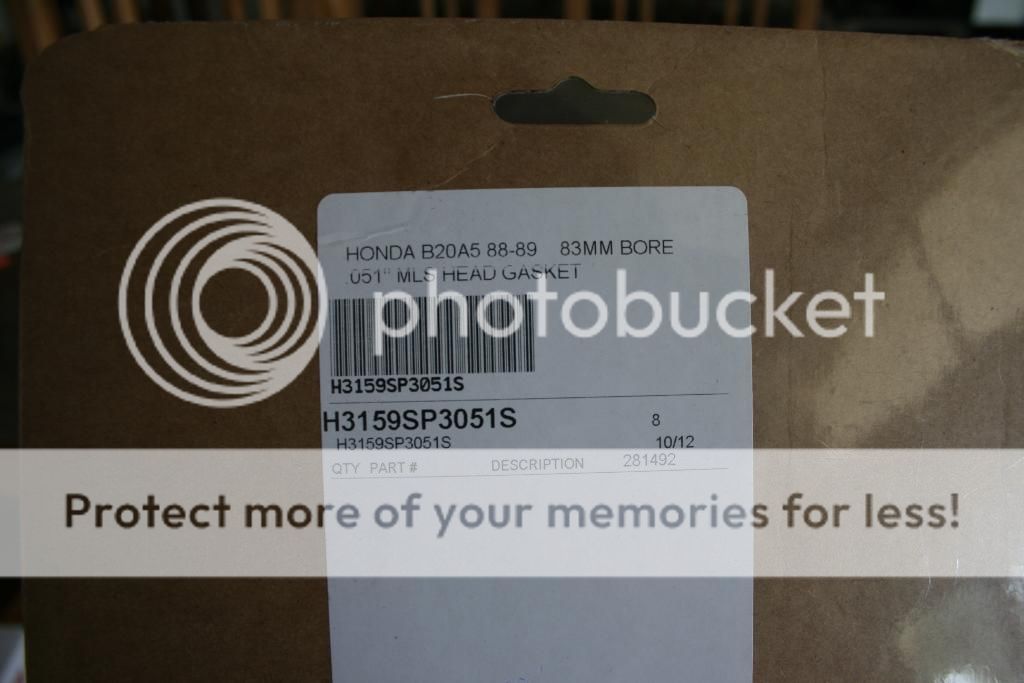 HONDA B20A5 88-89 83MM BORE
.051" MLS HEAD GASKET
photobucket
H3159SP3051S
H3159SP3051S 8
H3159SP3051S 10/12
QTY PART # DESCRIPTION 281492
Protect more of your memories for less!